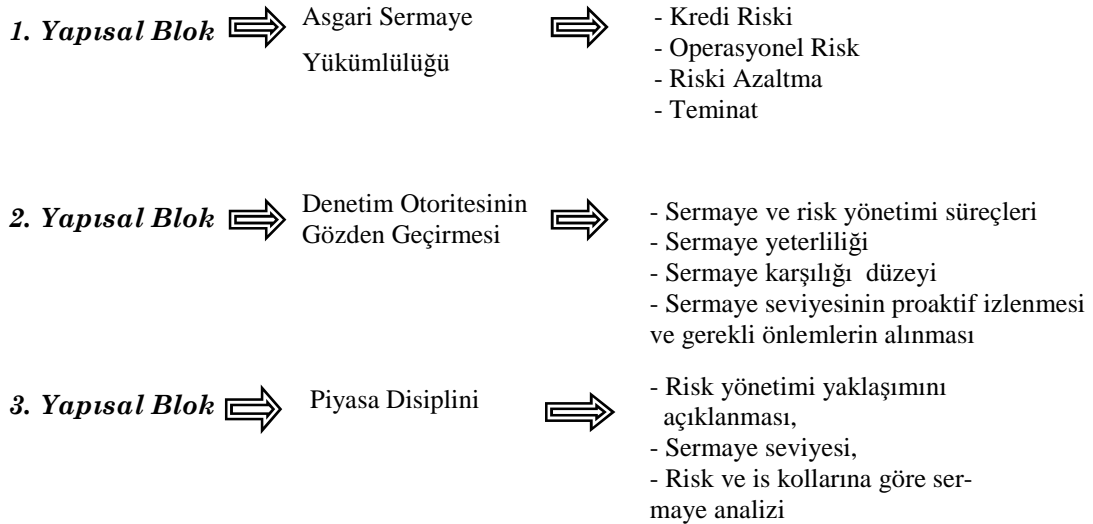 1. Yapısal Blok
Asgari Sermaye
Yükümlülüğü
- Kredi Riski
- Operasyonel Risk
- Riski Azaltma
- Teminat
2. Yapısal Blok
Denetim Otoritesinin
Gözden Geçirmesi
- Sermaye ve risk yönetimi süreçleri
- Sermaye yeterliliği
- Sermaye karşılığı düzeyi
- Sermaye seviyesinin proaktif izlenmesi
ve gerekli önlemlerin alınması
3. Yapısal Blok
Piyasa Disiplini
- Risk yönetimi yaklaşımını
açıklanması,
- Sermaye seviyesi,
- Risk ve is kollarına göre ser-
maye analizi